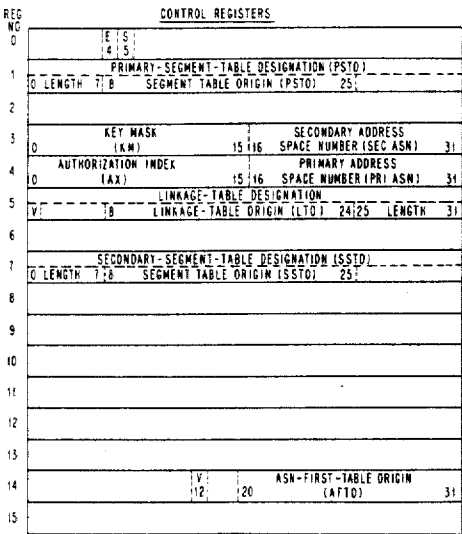 REG
NO
CONTROL REGISTERS
0
E S
4 5
PRIMARY-SEGMENT-TABLE DESIGNATION (PSTD)
1
0 LENGTH 7 8 SEGMENT TABLE ORIGIN (PSTO) 25
2
KEY MASK SECONDARY ADDRESS
3
0 (KM) 15 16 SPACE NUMBER (SEC ASN) 31
AUTHORIZATION INDEX PRIMARY ADDRESS
4
0 (AX) 15 16 SPACE NUMBER (PRI ASN) 31
LINKAGE-TABLE DESIGNATION
5
V 8 LINKAGE-TABLE ORIGIN (LTO) 24 25 LENGTH 31
6
SECONDARY-SEGMENT-TABLE DESIGNATION (SSTD)
7
0 LENGTH 7 8 SEGMENT TABLE ORIGIN (SSTO) 25
8
9
10
11
12
13
V ASN-FIRST-TABLE ORIGIN
14
12 20 (AFTO) 31
15